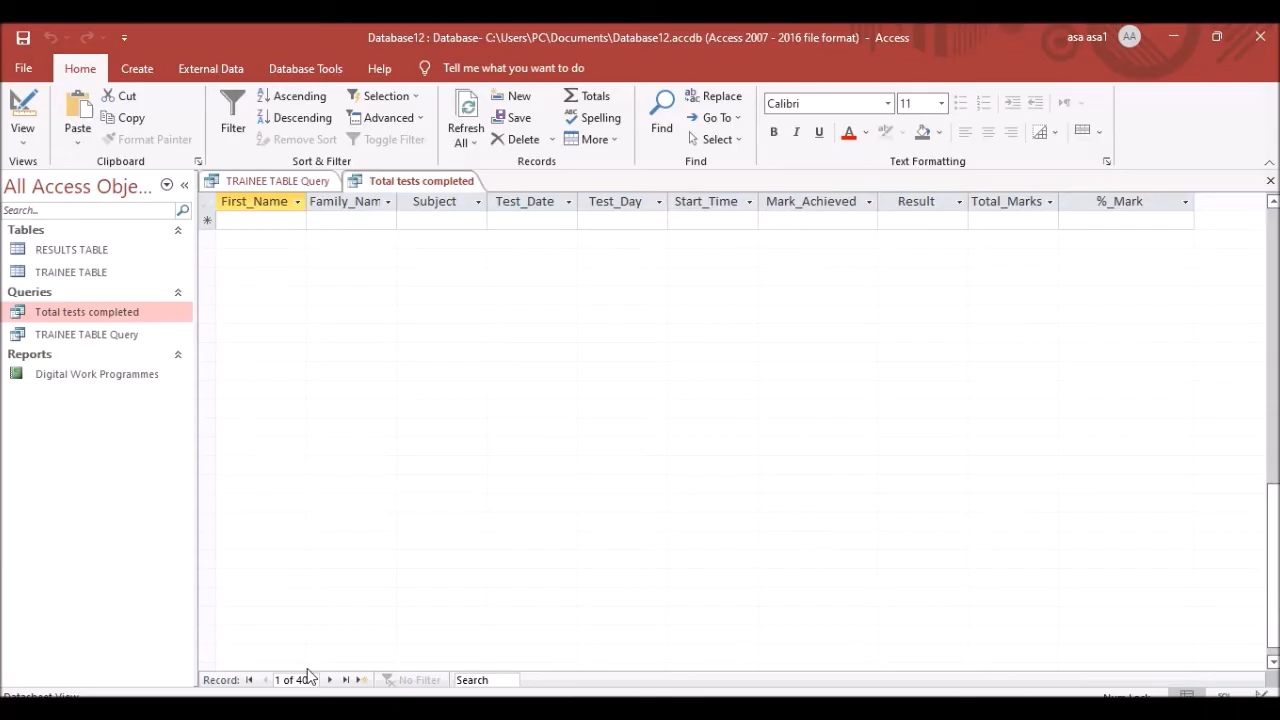 Database12 : Database- C:\Users\PC\Documents\Database12.accdb (Access 2007 - 2016 file format) - Access
asa asa1
AA
File Home Create External Data Database Tools Help Tell me what you want to do
View
Views
Paste
Cut
Copy
Format Painter
Clipboard
Filter
Ascending
Descending
Remove Sort
Selection
Advanced
Toggle Filter
Sort & Filter
Refresh
All
New
Save
Delete
Totals
Spelling
More
Records
Find
Replace
Go To
Select
Find
Calibri 11
B I U A
Text Formatting
All Access Obje...
Search...
Tables
RESULTS TABLE
TRAINEE TABLE
Queries
Total tests completed
TRAINEE TABLE Query
Reports
Digital Work Programmes
TRAINEE TABLE Query Total tests completed
First_Name Family_Nam Subject Test_Date Test_Day Start_Time Mark_Achieved Result Total_Marks %_Mark
Record: 1 of 40 No Filter Search
Datasheet View